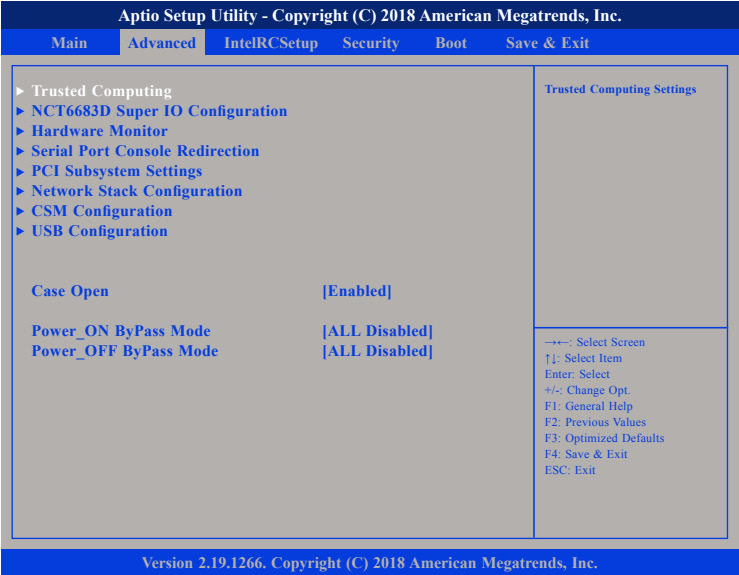 Aptio Setup Utility - Copyright (C) 2018 American Megatrends, Inc.
Main Advanced IntelRCSetup Security Boot Save & Exit
▶ Trusted Computing
▶ NCT6683D Super IO Configuration
▶ Hardware Monitor
▶ Serial Port Console Redirection
▶ PCI Subsystem Settings
▶ Network Stack Configuration
▶ CSM Configuration
▶ USB Configuration
Case Open [Enabled]
Power_ON ByPass Mode [ALL Disabled]
Power_OFF ByPass Mode [ALL Disabled]
Trusted Computing Settings
→←: Select Screen
↑↓: Select Item
Enter: Select
+/-: Change Opt.
F1: General Help
F2: Previous Values
F3: Optimized Defaults
F4: Save & Exit
ESC: Exit
Version 2.19.1266. Copyright (C) 2018 American Megatrends, Inc.